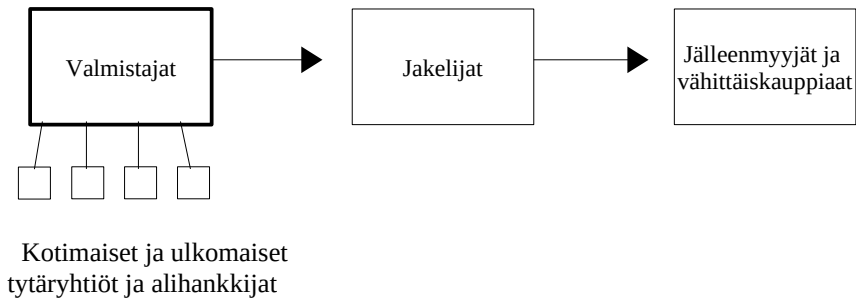 Valmistajat
Jakelijat
Jälleenmyyjät ja
vähittäiskauppiaat
Kotimaiset ja ulkomaiset
tytäryhtiöt ja alihankkijat